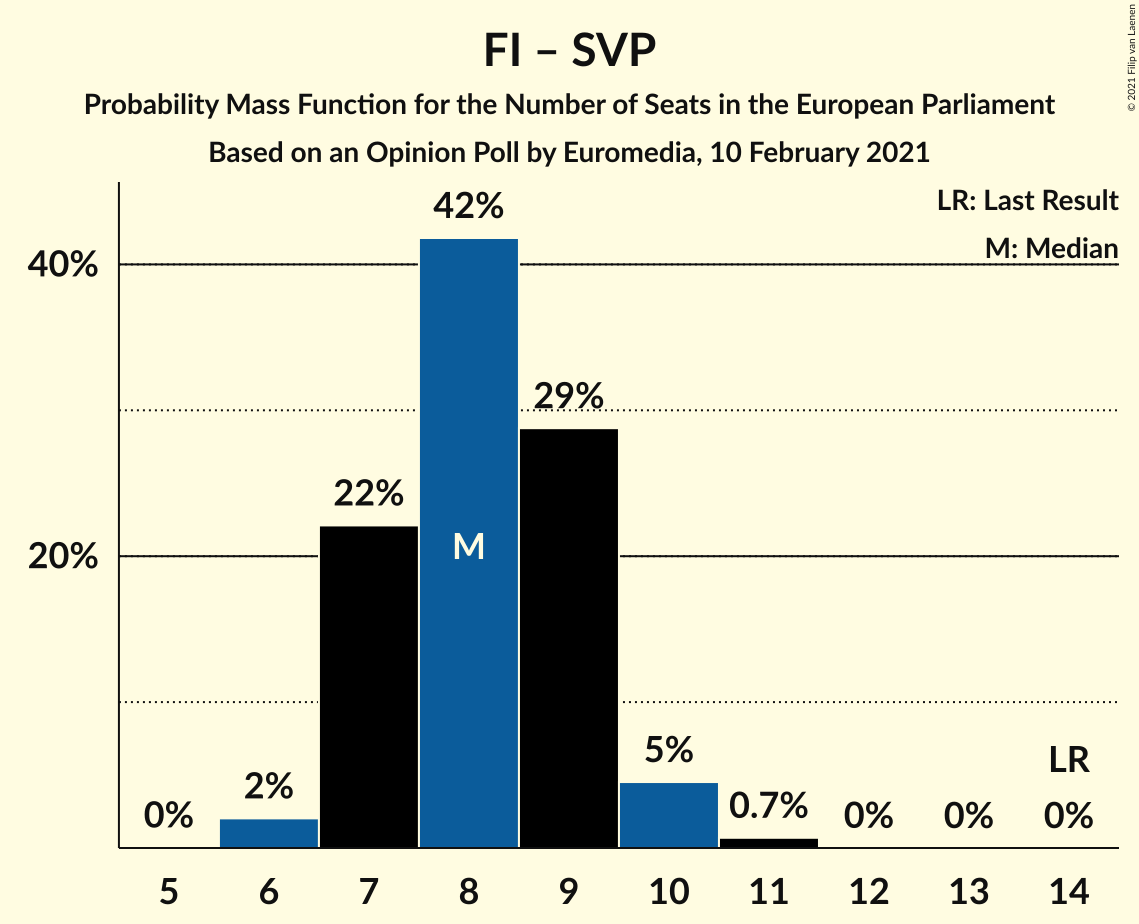 FI – SVP
Probability Mass Function for the Number of Seats in the European Parliament
Based on an Opinion Poll by Euromedia, 10 February 2021
© 2021 Filip van Laenen
LR: Last Result
M: Median
40%
20%
0%
2%
22%
42%
M
29%
5%
0.7%
0%
0%
LR
0%
5 6 7 8 9 10 11 12 13 14